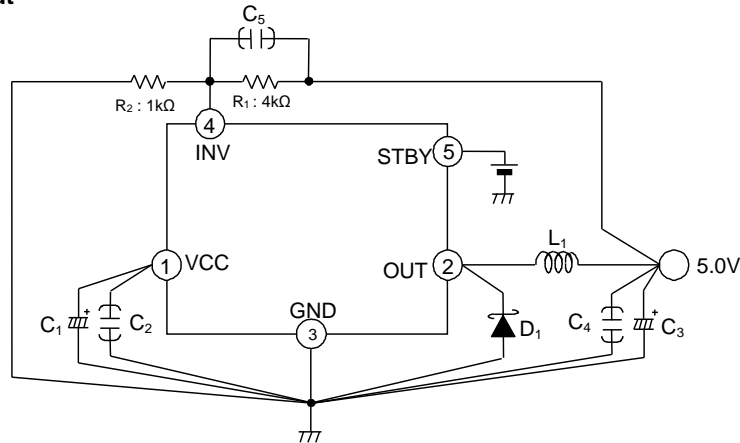 C5
R2 : 1kΩ
R1 : 4kΩ
4
INV
STBY
5
1
VCC
OUT
2
L1
5.0V
GND
3
C1
+
C2
D1
C4
+
C3